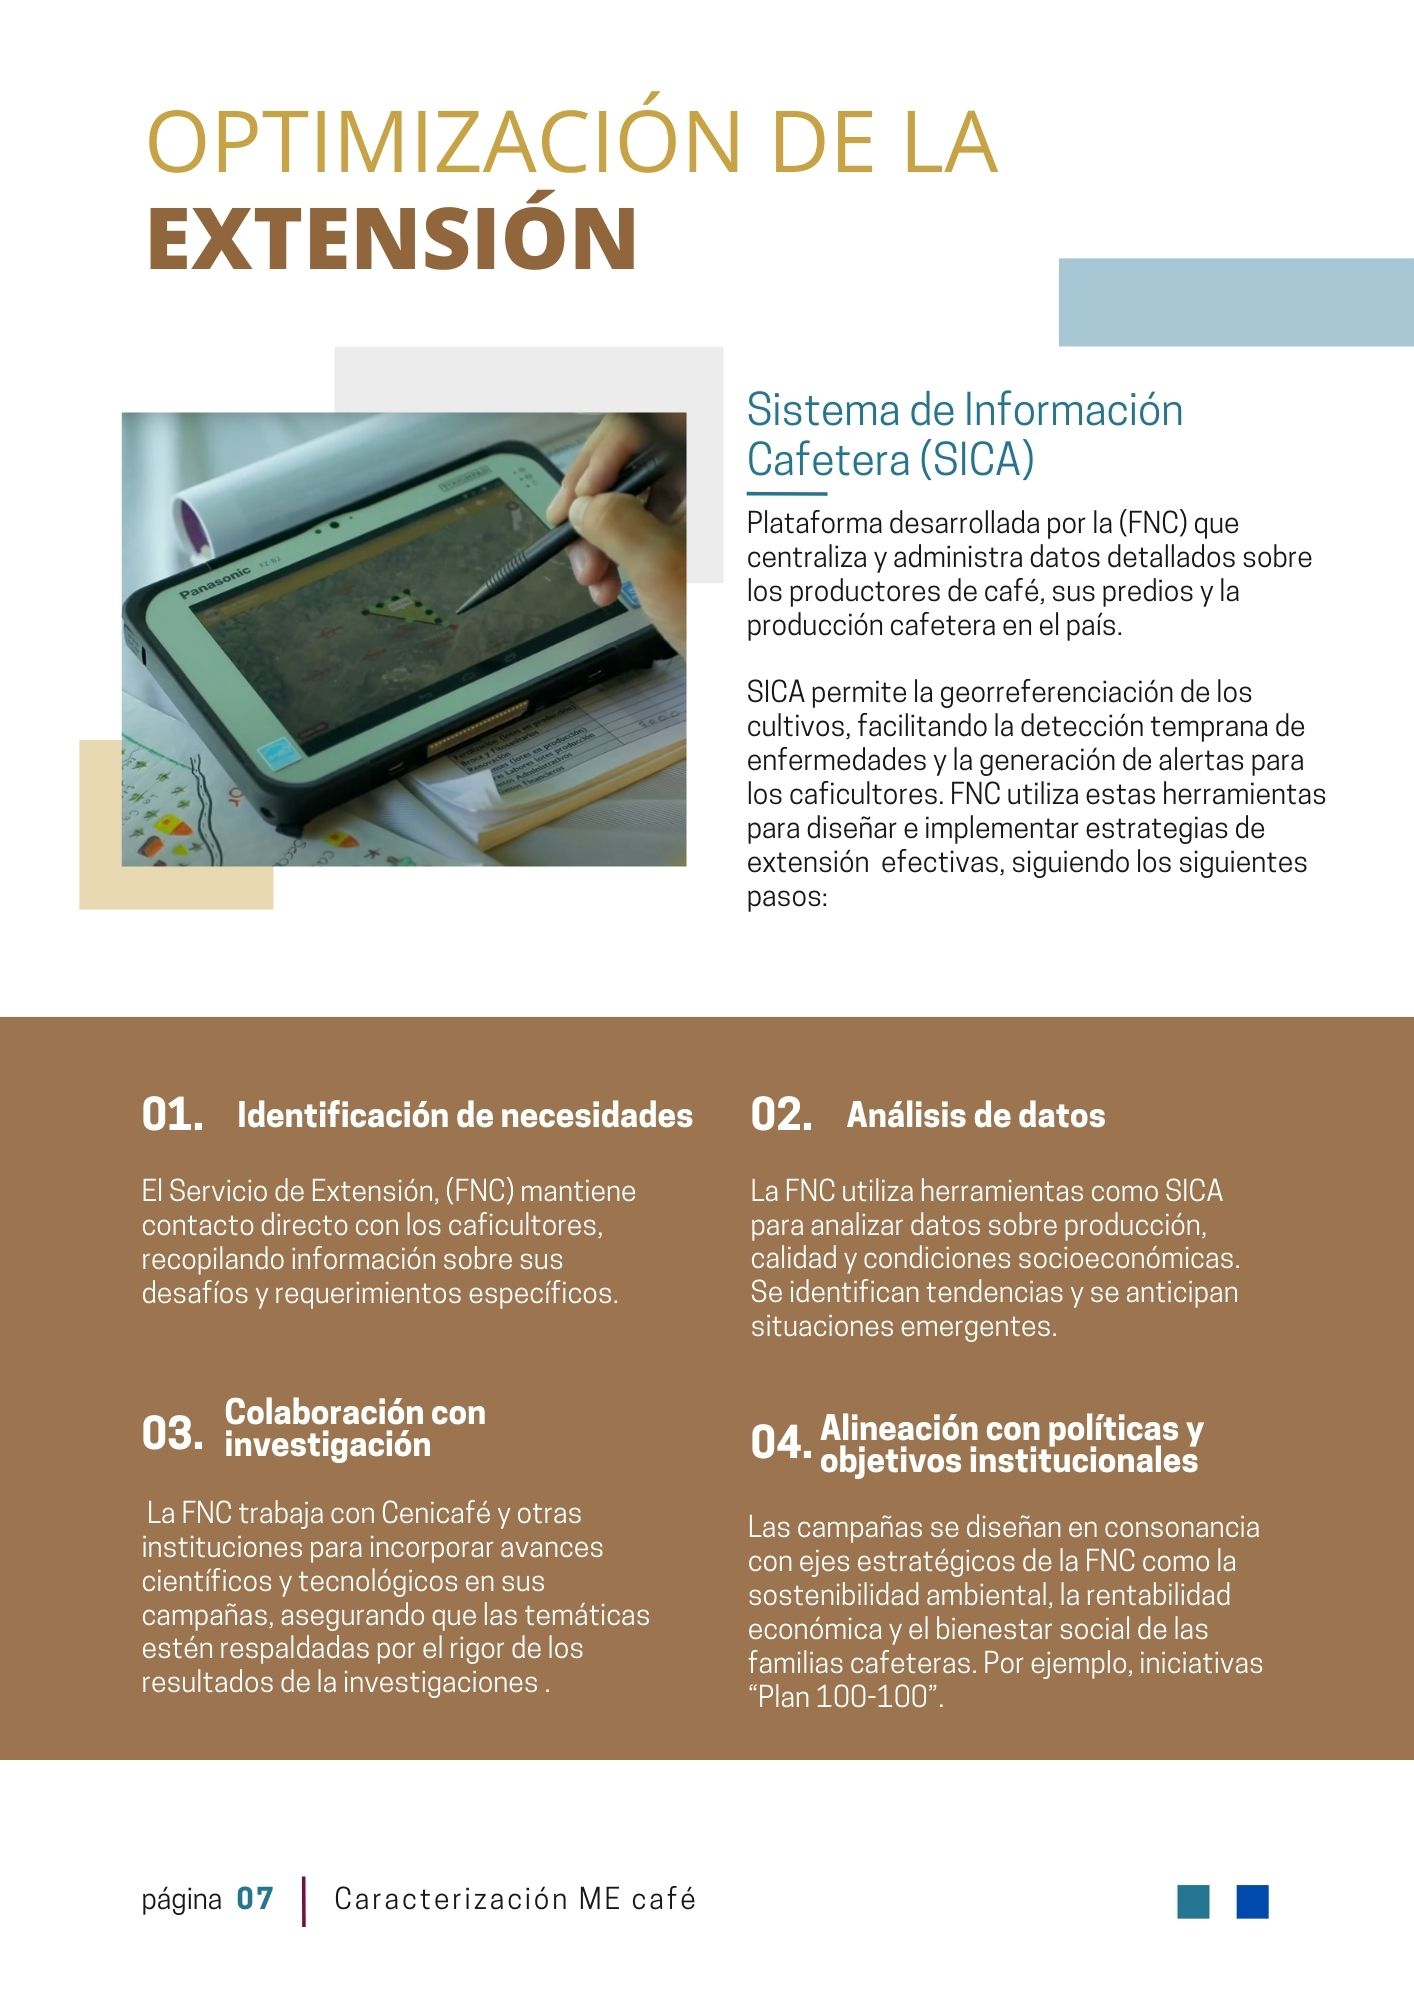 OPTIMIZACIÓN DE LA
EXTENSIÓN
Sistema de Información
Cafetera (SICA)
Plataforma desarrollada por la (FNC) que
centraliza y administra datos detallados sobre
los productores de café, sus predios y la
producción cafetera en el país.
SICA permite la georreferenciación de los
cultivos, facilitando la detección temprana de
enfermedades y la generación de alertas para
los caficultores. FNC utiliza estas herramientas
para diseñar e implementar estrategias de
extensión  efectivas, siguiendo los siguientes
pasos:
Panasonic FZ-B2
TOUGHPAD
Broca y Fitosanitarios
Renovación
01. Identificación de necesidades
El Servicio de Extensión, (FNC) mantiene
contacto directo con los caficultores,
recopilando información sobre sus
desafíos y requerimientos específicos.
02. Análisis de datos
La FNC utiliza herramientas como SICA
para analizar datos sobre producción,
calidad y condiciones socioeconómicas.
Se identifican tendencias y se anticipan
situaciones emergentes.
03. Colaboración con
investigación
La FNC trabaja con Cenicafé y otras
instituciones para incorporar avances
científicos y tecnológicos en sus
campañas, asegurando que las temáticas
estén respaldadas por el rigor de los
resultados de la investigaciones .
04. Alineación con políticas y
objetivos institucionales
Las campañas se diseñan en consonancia
con ejes estratégicos de la FNC como la
sostenibilidad ambiental, la rentabilidad
económica y el bienestar social de las
familias cafeteras. Por ejemplo, iniciativas
“Plan 100-100”.
página 07 Caracterización ME café